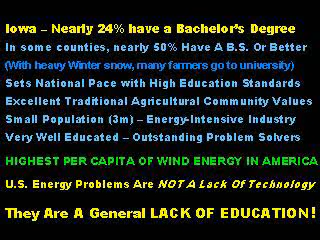 Iowa – Nearly 24% have a Bachelor's Degree
In some counties, nearly 50% Have A B.S. Or Better
(With heavy Winter snow, many farmers go to university)
Sets National Pace with High Education Standards
Excellent Traditional Agricultural Community Values
Small Population (3m) – Energy-Intensive Industry
Very Well Educated – Outstanding Problem Solvers
HIGHEST PER CAPITA OF WIND ENERGY IN AMERICA
U.S. Energy Problems Are NOT A Lack Of Technology
They Are A General LACK OF EDUCATION!